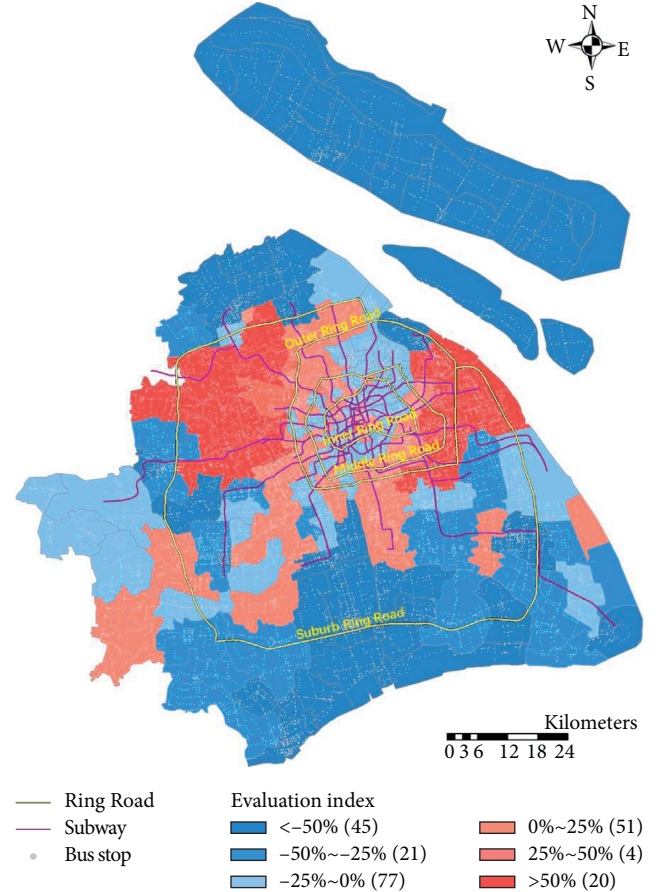 N
W E
S
Outer Ring Road
Inner Ring Road
Middle Ring Road
Suburb Ring Road
Kilometers
0 3 6 12 18 24
Ring Road
Subway
Bus stop
Evaluation index
<–50% (45)
–50%~–25% (21)
–25%~0% (77)
0%~25% (51)
25%~50% (4)
>50% (20)